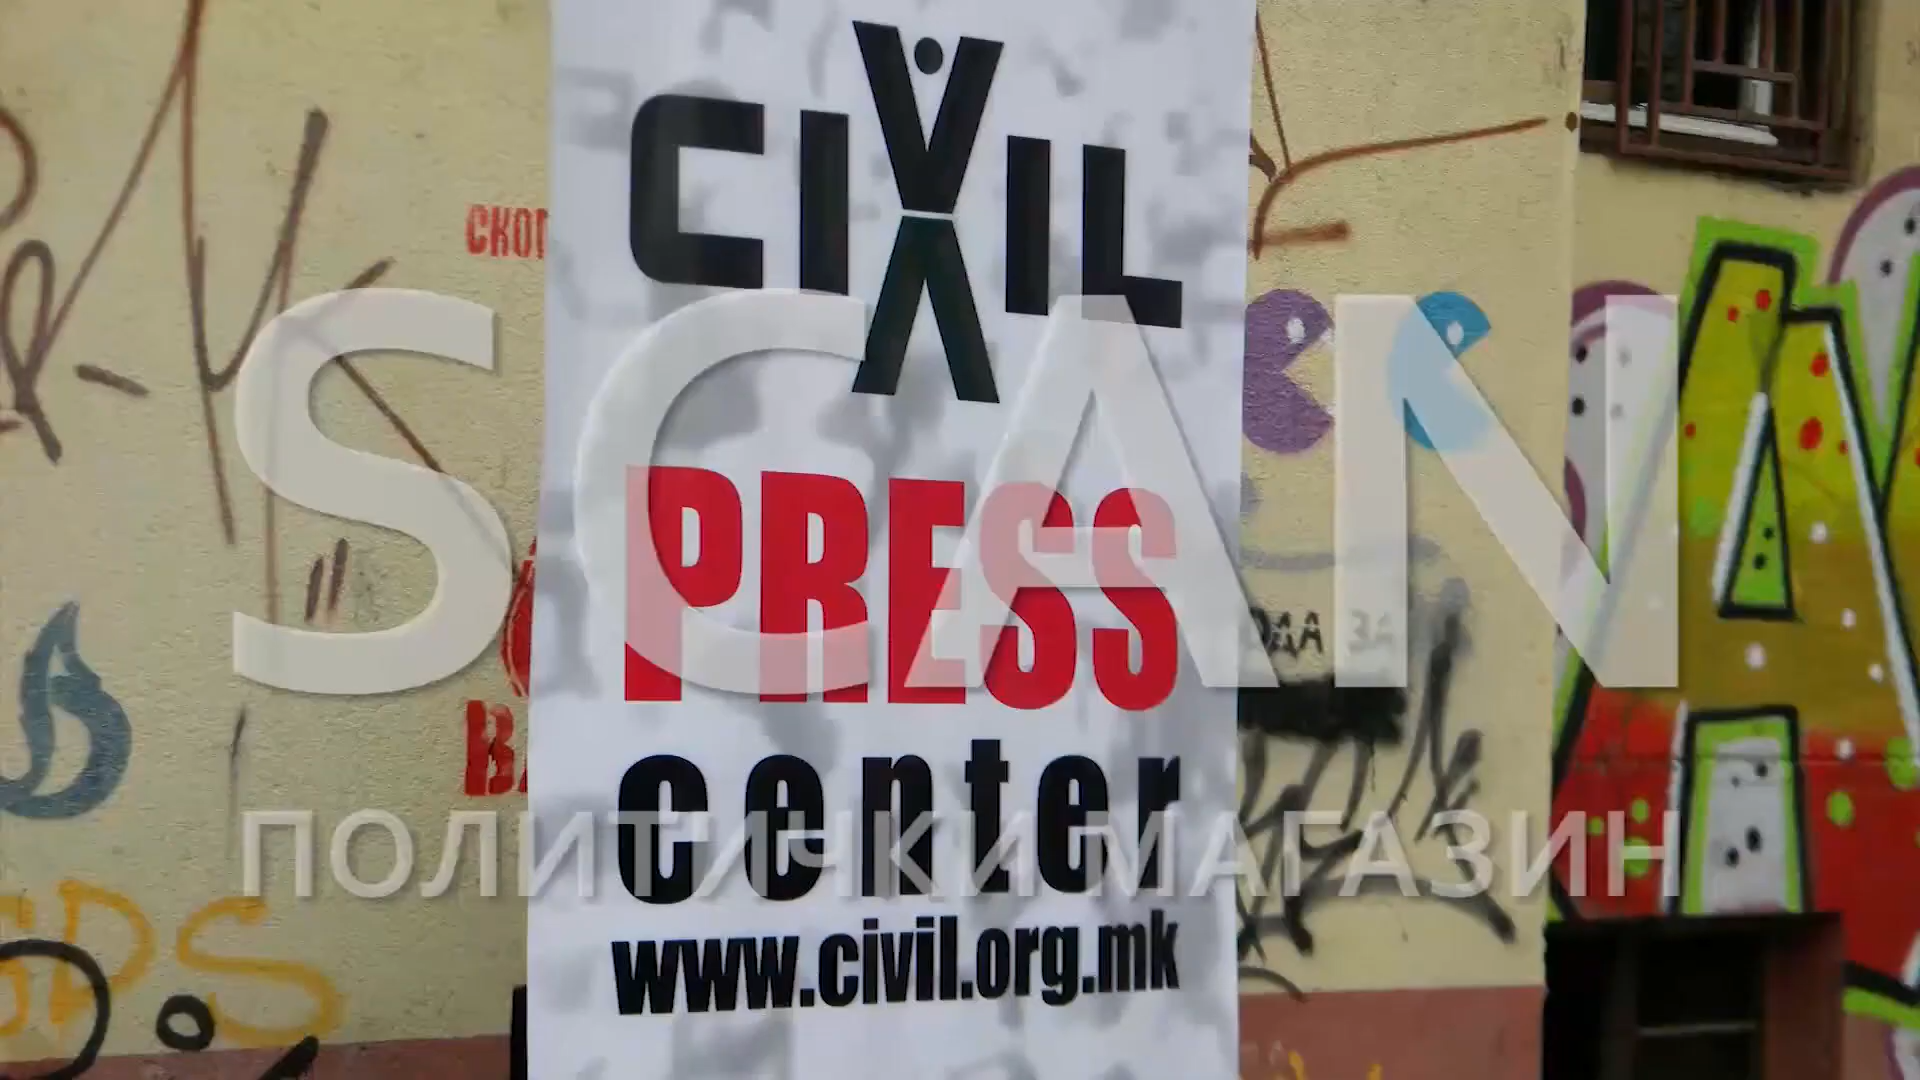 CIVIL
PRESS
center
www.civil.org.mk
SCAN
ПОЛИТИЧКИ МАГАЗИН